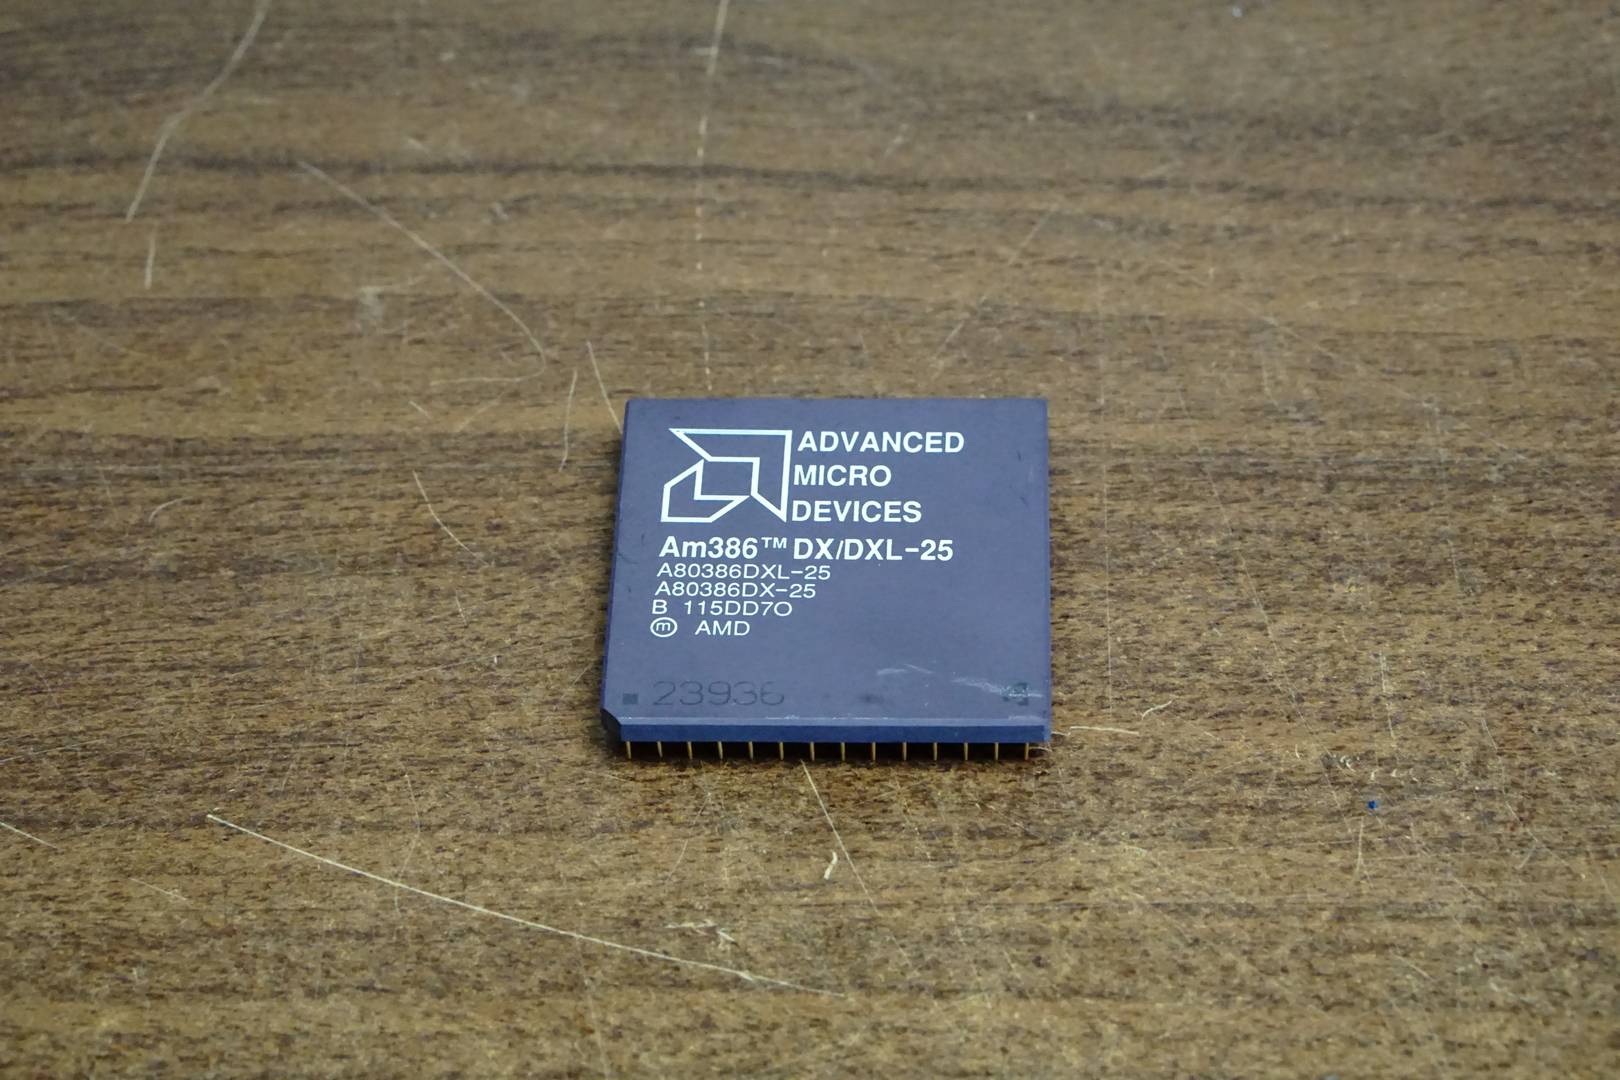 ADVANCED
MICRO
DEVICES
Am386™ DX/DXL-25
A80386DXL-25
A80386DX-25
B 115DD7O
ⓜ AMD
23936